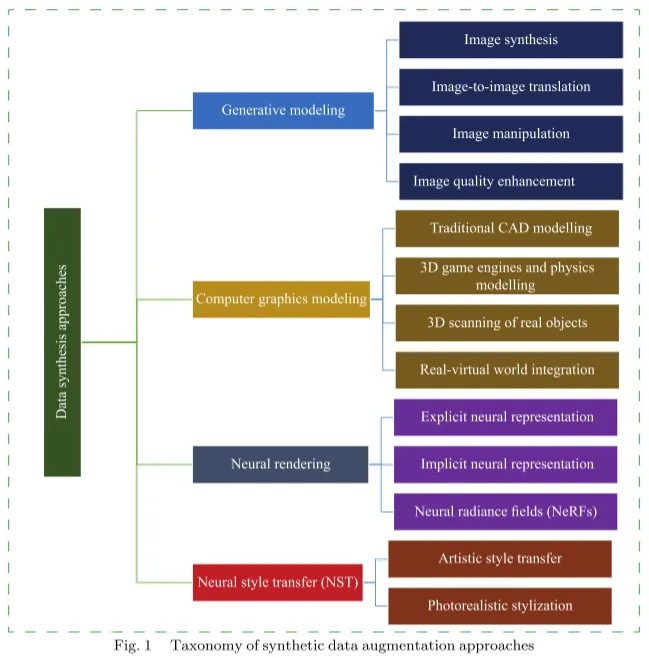 Data synthesis approaches
Generative modeling
Image synthesis
Image-to-image translation
Image manipulation
Image quality enhancement
Computer graphics modeling
Traditional CAD modelling
3D game engines and physics
modelling
3D scanning of real objects
Real-virtual world integration
Neural rendering
Explicit neural representation
Implicit neural representation
Neural radiance fields (NeRFs)
Neural style transfer (NST)
Artistic style transfer
Photorealistic stylization
Fig. 1 Taxonomy of synthetic data augmentation approaches